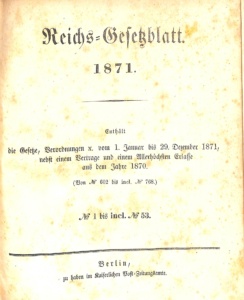 Reichs-Gesetzblatt.
1871.
Enthält
die Gesetze, Verordnungen ꝛc. vom 1. Januar bis 29. Dezember 1871,
nebst einem Vertrage und einem Allerhöchsten Erlasse
aus dem Jahre 1870.
(Von № 602 bis incl. № 768.)
№ 1 bis incl. № 53.
Berlin,
zu haben im Kaiserlichen Post-Zeitungsamte.